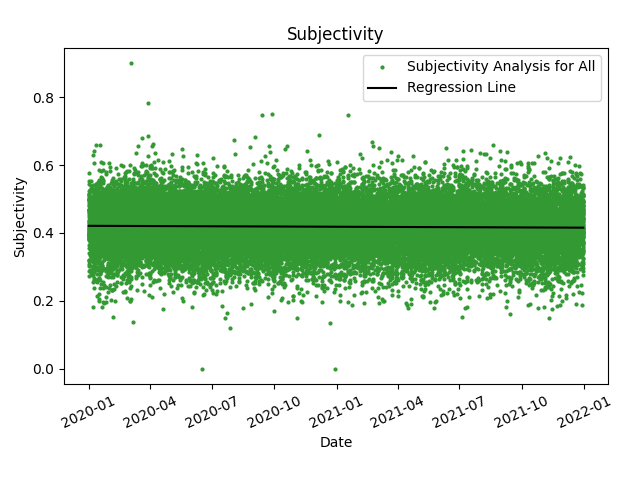 Subjectivity
Subjectivity Analysis for All
Regression Line
Subjectivity
0.8
0.6
0.4
0.2
0.0
2020-01
2020-04
2020-07
2020-10
2021-01
2021-04
2021-07
2021-10
2022-01
Date